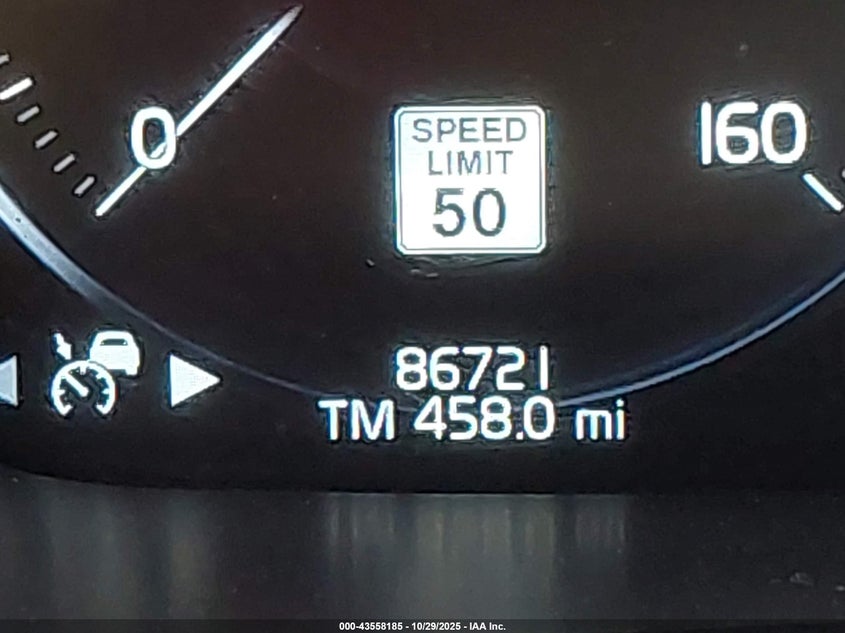 0
160
SPEED
LIMIT
50
86721
TM 458.0 mi
000-43558185 - 10/29/2025 - IAA Inc.